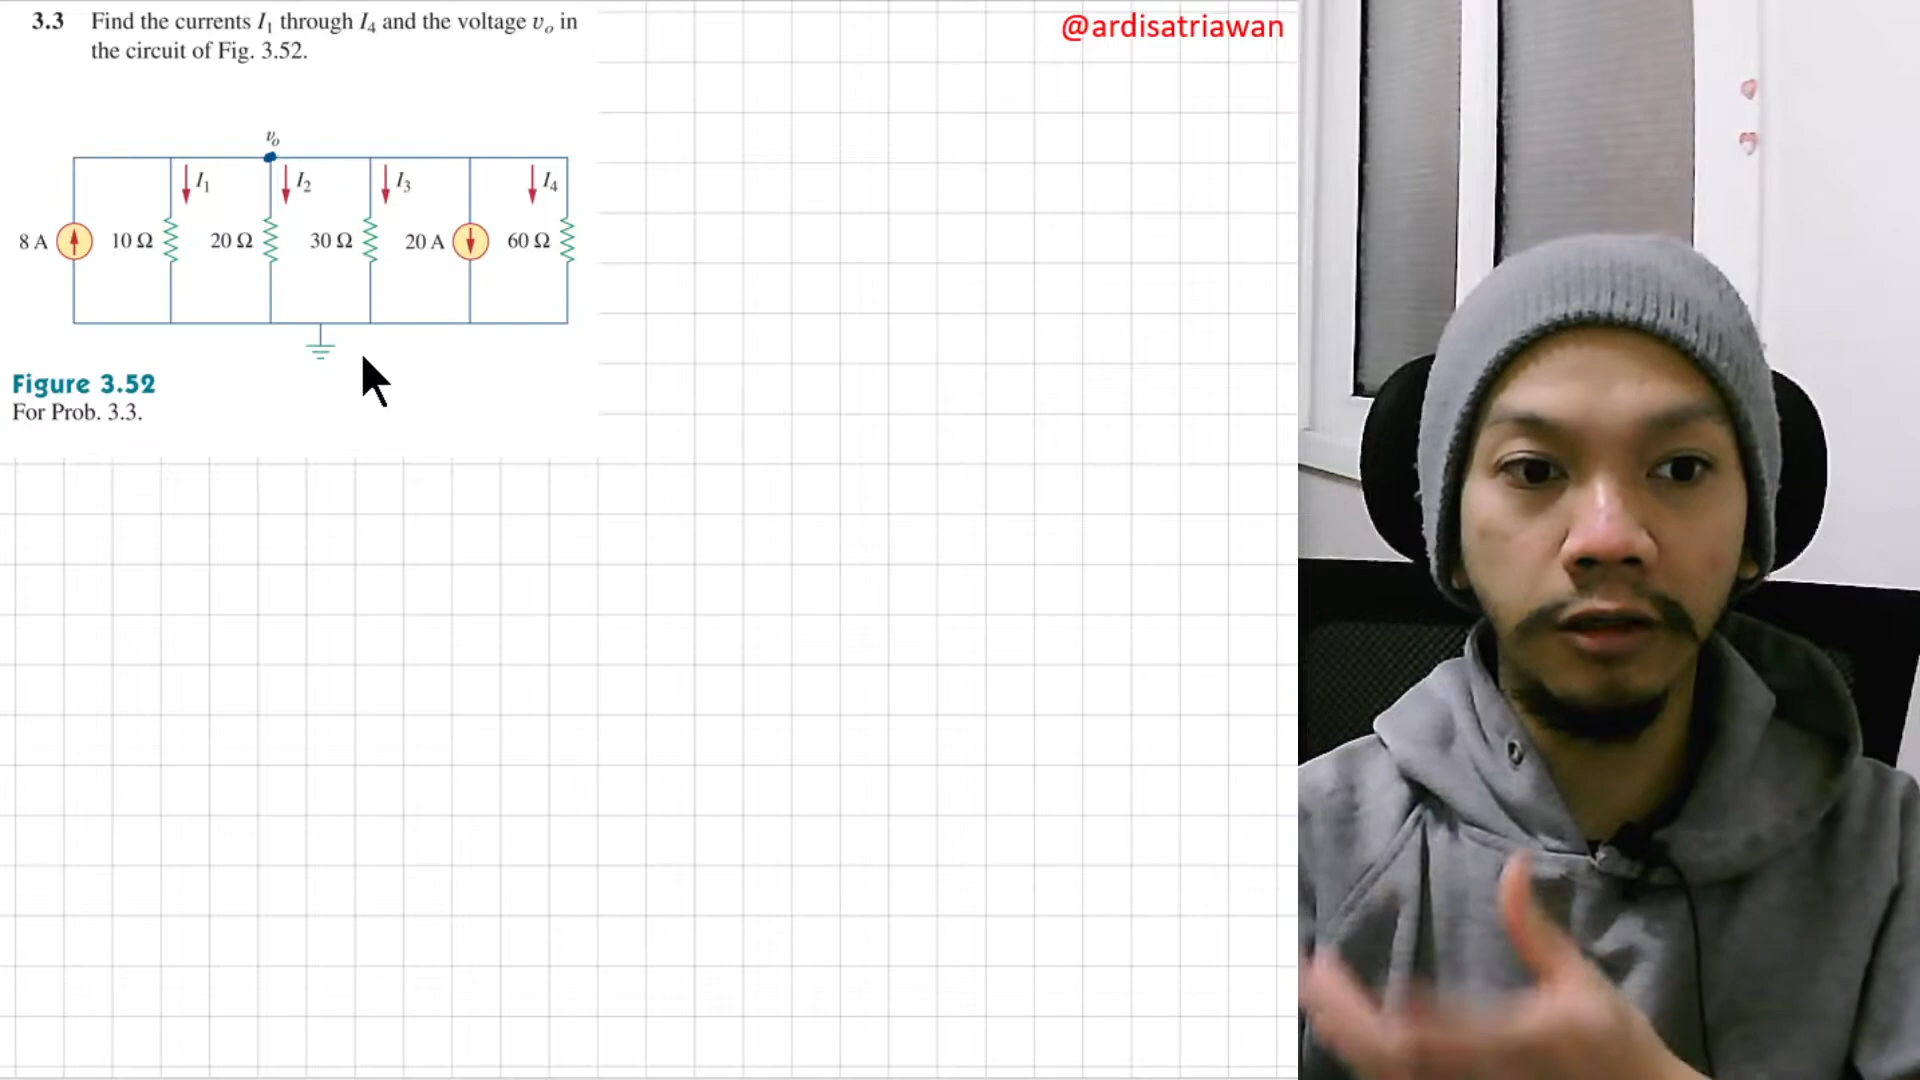 3.3 Find the currents I₁ through I₄ and the voltage vₒ in
the circuit of Fig. 3.52.
@ardisatriawan
vₒ
I₁ I₂ I₃ I₄
8 A 10 Ω 20 Ω 30 Ω 20 A 60 Ω
Figure 3.52
For Prob. 3.3.